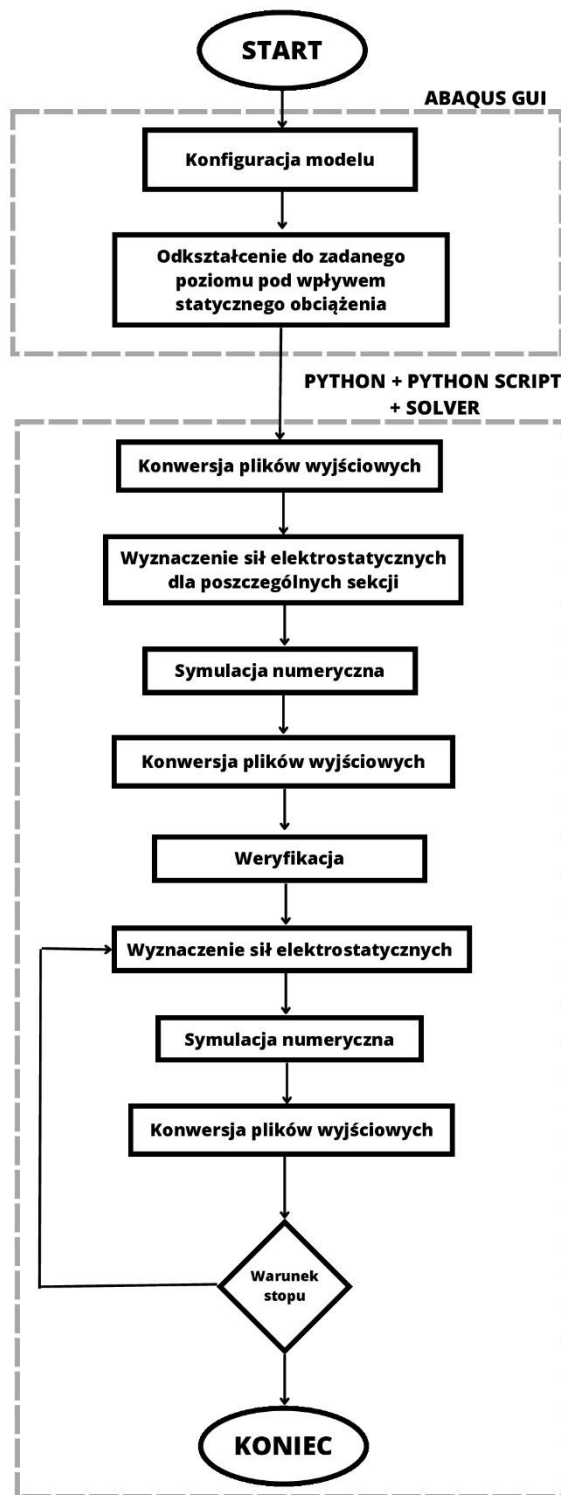 START
ABAQUS GUI
Konfiguracja modelu
Odkształcenie do zadanego
poziomu pod wpływem
statycznego obciążenia
PYTHON + PYTHON SCRIPT
+ SOLVER
Konwersja plików wyjściowych
Wyznaczenie sił elektrostatycznych
dla poszczególnych sekcji
Symulacja numeryczna
Konwersja plików wyjściowych
Weryfikacja
Wyznaczenie sił elektrostatycznych
Symulacja numeryczna
Konwersja plików wyjściowych
Warunek
stopu
KONIEC